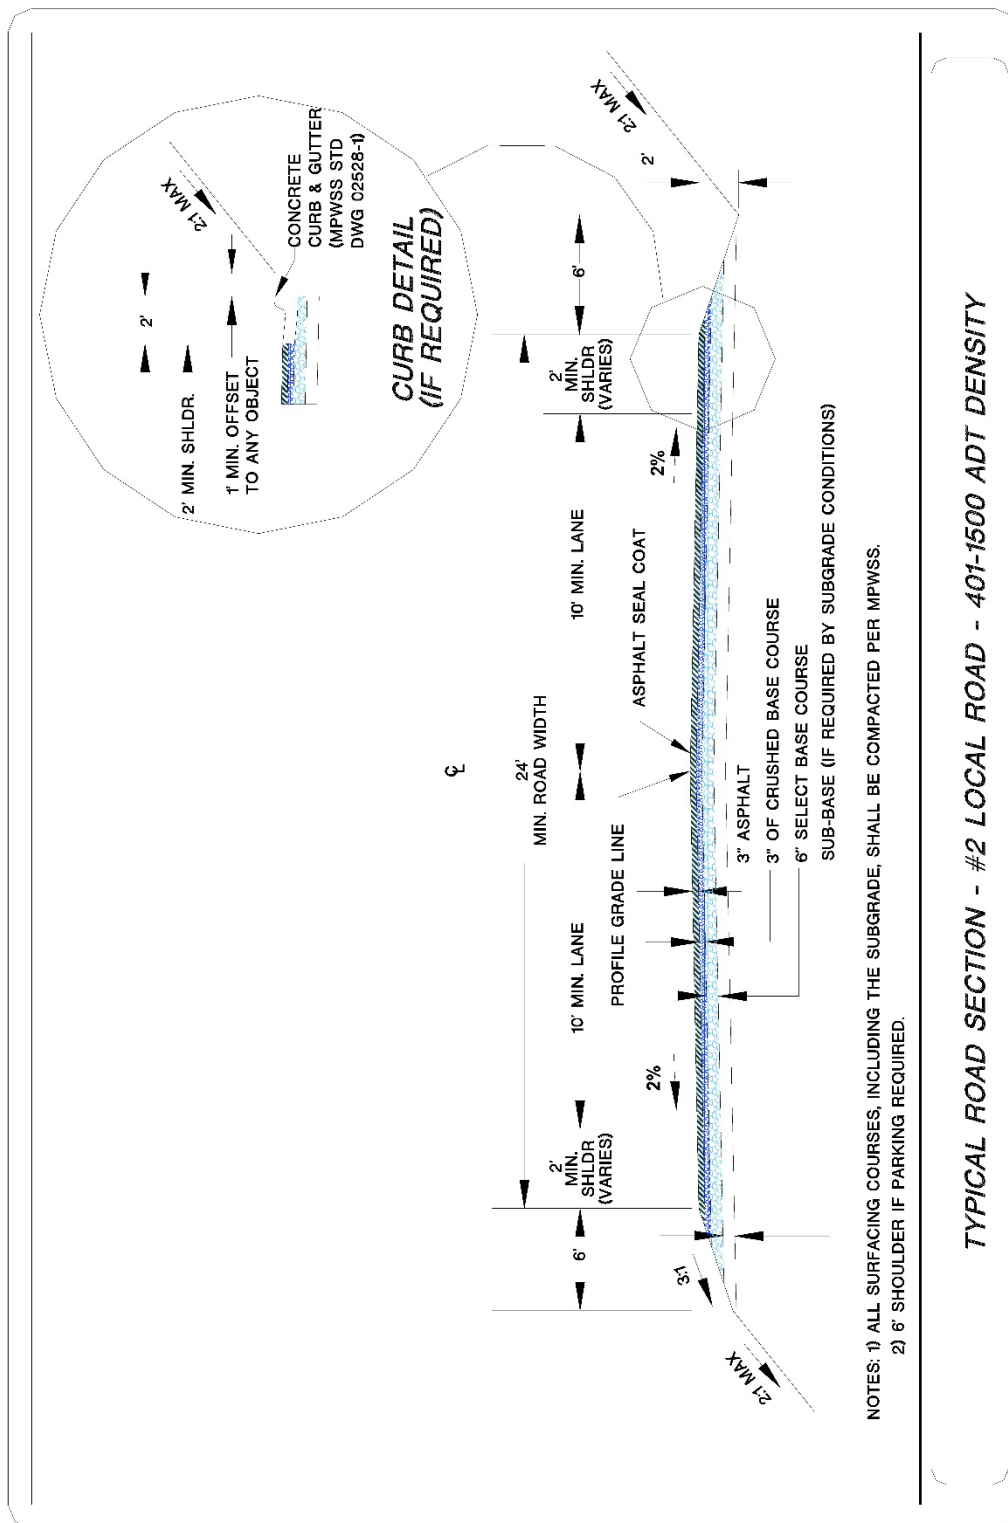 2:1 MAX
2'
2' MIN. SHLDR.
1' MIN. OFFSET
TO ANY OBJECT
CONCRETE
CURB & GUTTER
(MPWSS STD
DWG 02528-1)
CURB DETAIL
(IF REQUIRED)
℄
24'
MIN. ROAD WIDTH
6'
2'
MIN.
SHLDR
(VARIES)
10' MIN. LANE
10' MIN. LANE
2'
MIN.
SHLDR
(VARIES)
6'
2'
2:1 MAX
2:1 MAX
3:1
2%
PROFILE GRADE LINE
ASPHALT SEAL COAT
2%
3" ASPHALT
3" OF CRUSHED BASE COURSE
6" SELECT BASE COURSE
SUB-BASE (IF REQUIRED BY SUBGRADE CONDITIONS)
NOTES: 1) ALL SURFACING COURSES, INCLUDING THE SUBGRADE, SHALL BE COMPACTED PER MPWSS.
2) 6' SHOULDER IF PARKING REQUIRED.
TYPICAL ROAD SECTION - #2 LOCAL ROAD - 401-1500 ADT DENSITY